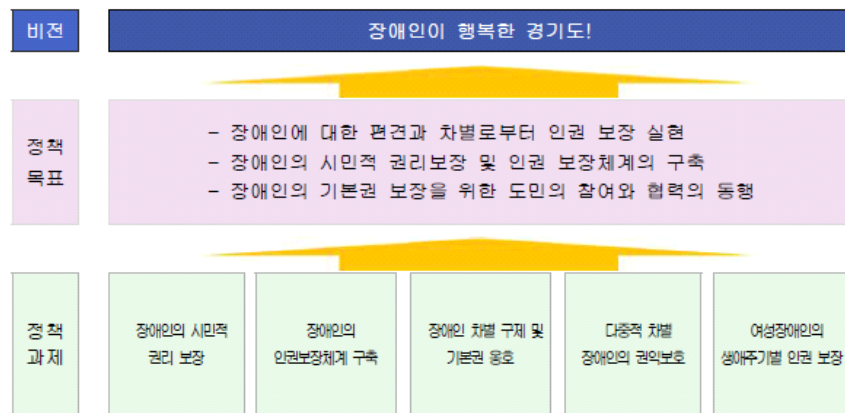 비전
장애인이 행복한 경기도!
정책
목표
- 장애인에 대한 편견과 차별로부터 인권 보장 실현
- 장애인의 시민적 권리보장 및 인권 보장체계의 구축
- 장애인의 기본권 보장을 위한 도민의 참여와 협력의 동행
정책
과제
장애인의 시민적
권리 보장
장애인의
인권보장체계 구축
장애인 차별 구제 및
기본권 옹호
다중적 차별
장애인의 권익보호
여성장애인의
생애주기별 인권 보장